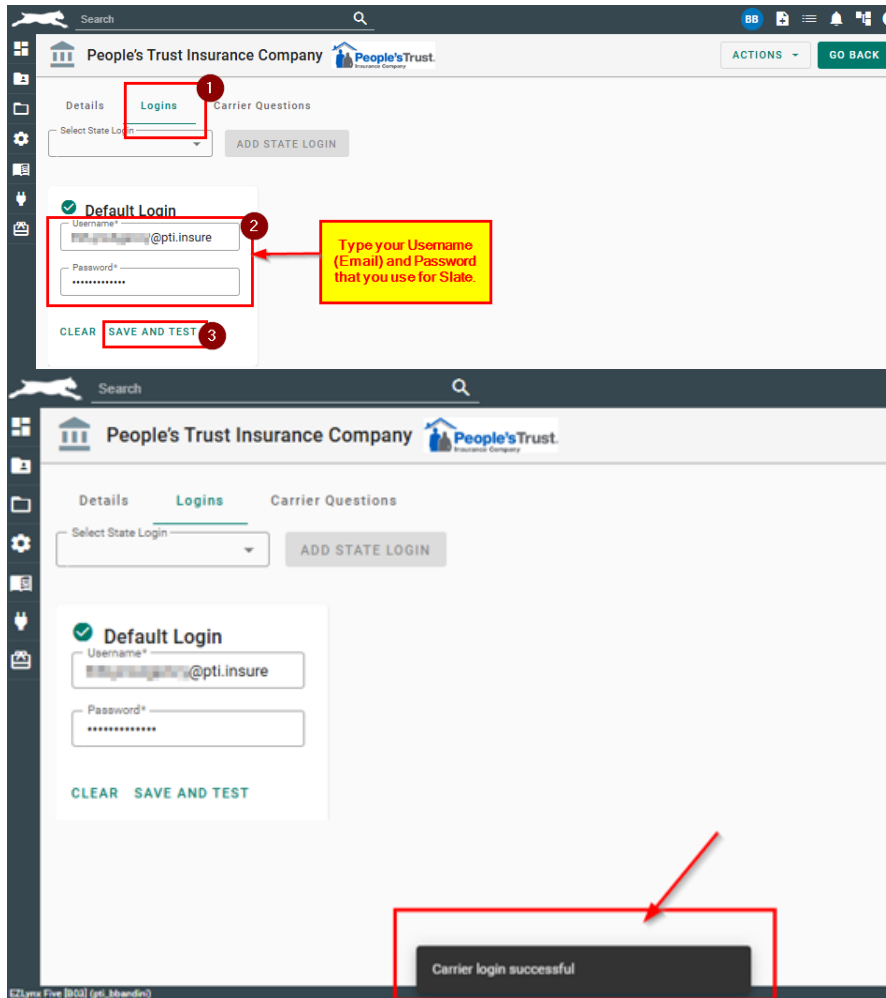 Search
BB
People's Trust Insurance Company
People'sTrust.
Insurance Company
ACTIONS
GO BACK
1
Details
Logins
Carrier Questions
Select State Login
ADD STATE LOGIN
Default Login
2
Username*
@pti.insure
Password*
Type your Username
(Email) and Password
that you use for Slate.
CLEAR
SAVE AND TEST
3
Search
People's Trust Insurance Company
People'sTrust.
Insurance Company
Details
Logins
Carrier Questions
Select State Login
ADD STATE LOGIN
Default Login
Username*
@pti.insure
Password*
CLEAR
SAVE AND TEST
Carrier login successful
EZLynx Five [B03] (pti_bbandini)